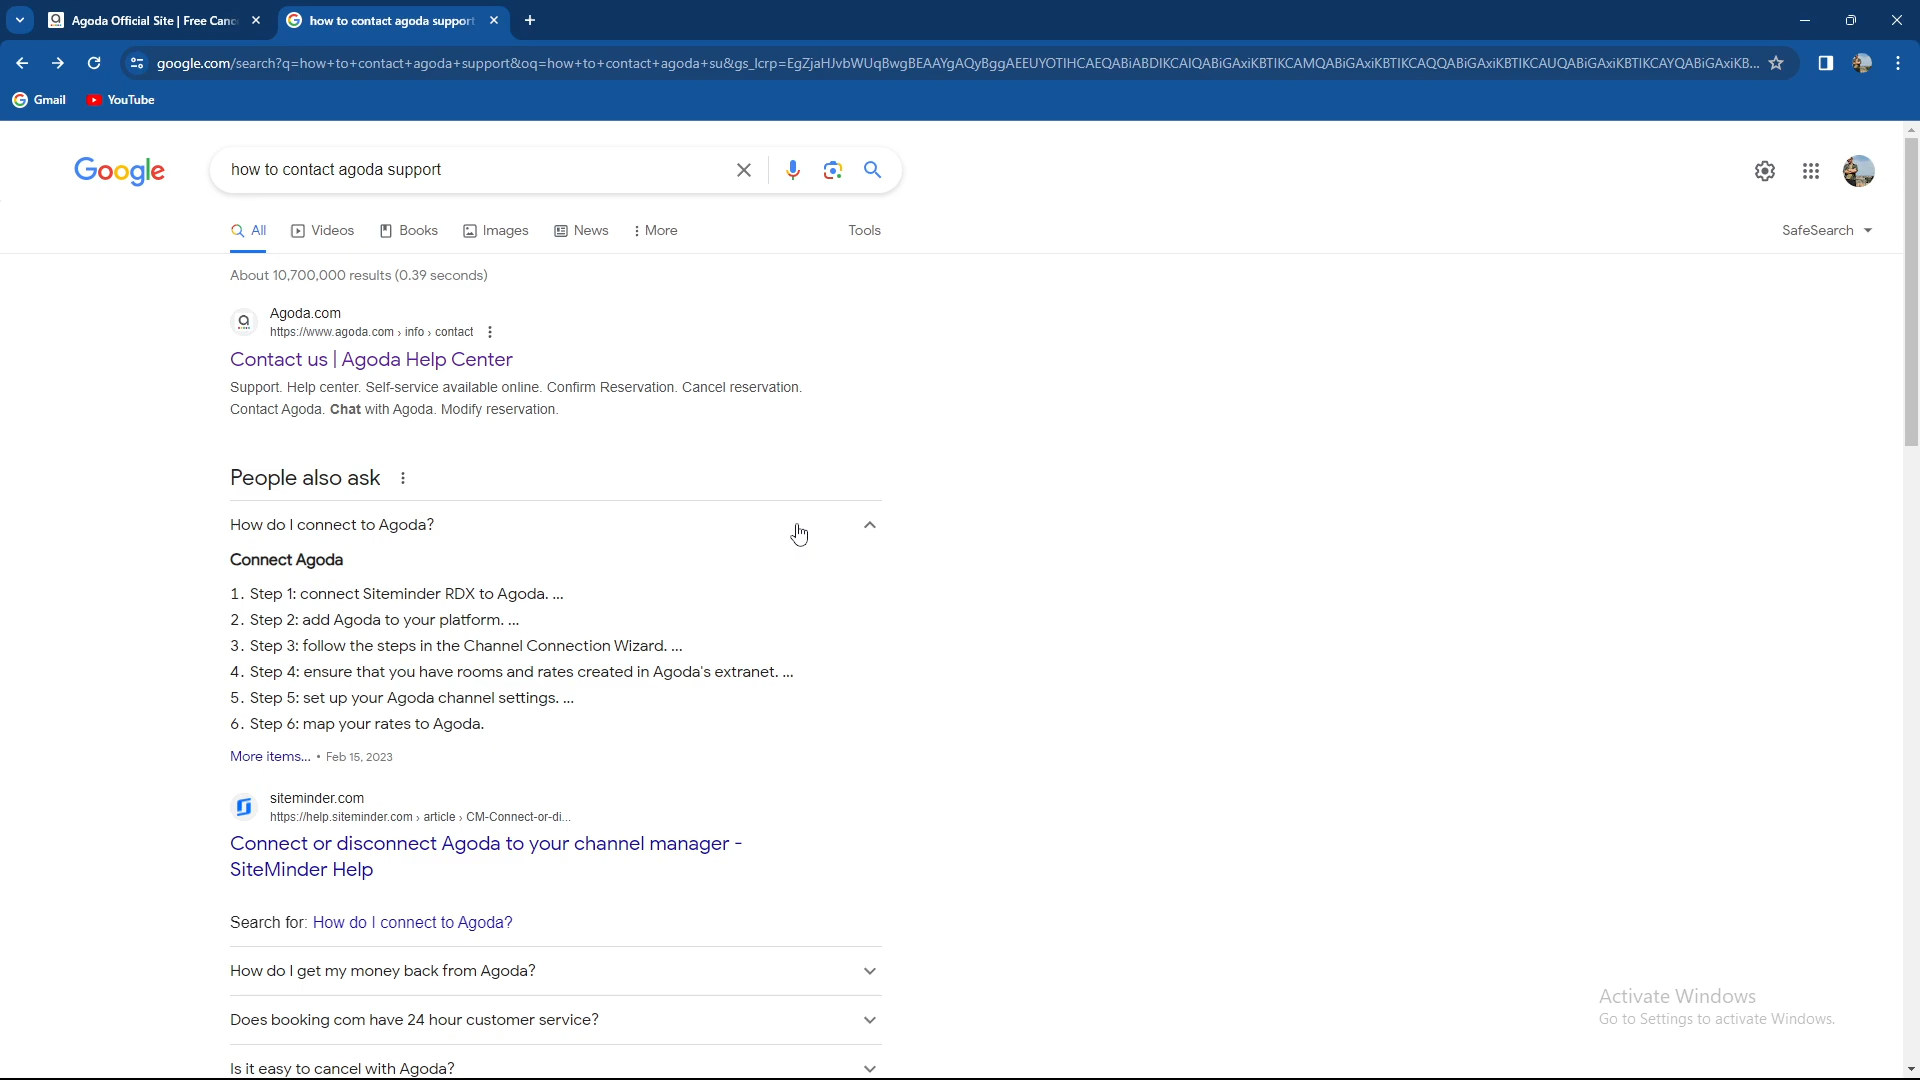 Agoda Official Site | Free Canc
how to contact agoda support
google.com/search?q=how+to+contact+agoda+support&oq=how+to+contact+agoda+su&gs_lcrp=EgZjaHJvbWUqBwgBEAAYgAQyBggAEEUYOTIHCAEQABiABDIKCAIQABiGAxiKBTIKCAMQABiGAxiKBTIKCAQQABiGAxiKBTIKCAUQABiGAxiKBTIKCAYQABiGAxiKB...
Gmail YouTube
Google how to contact agoda support
All Videos Books Images News More Tools SafeSearch
About 10,700,000 results (0.39 seconds)
Agoda.com
https://www.agoda.com › info › contact
Contact us | Agoda Help Center
Support. Help center. Self-service available online. Confirm Reservation. Cancel reservation.
Contact Agoda. Chat with Agoda. Modify reservation.
People also ask
How do I connect to Agoda?
Connect Agoda
1. Step 1: connect Siteminder RDX to Agoda. ...
2. Step 2: add Agoda to your platform. ...
3. Step 3: follow the steps in the Channel Connection Wizard. ...
4. Step 4: ensure that you have rooms and rates created in Agoda's extranet. ...
5. Step 5: set up your Agoda channel settings. ...
6. Step 6: map your rates to Agoda.
More items... • Feb 15, 2023
siteminder.com
https://help.siteminder.com › article › CM-Connect-or-di...
Connect or disconnect Agoda to your channel manager -
SiteMinder Help
Search for: How do I connect to Agoda?
How do I get my money back from Agoda?
Does booking com have 24 hour customer service?
Is it easy to cancel with Agoda?
Activate Windows
Go to Settings to activate Windows.